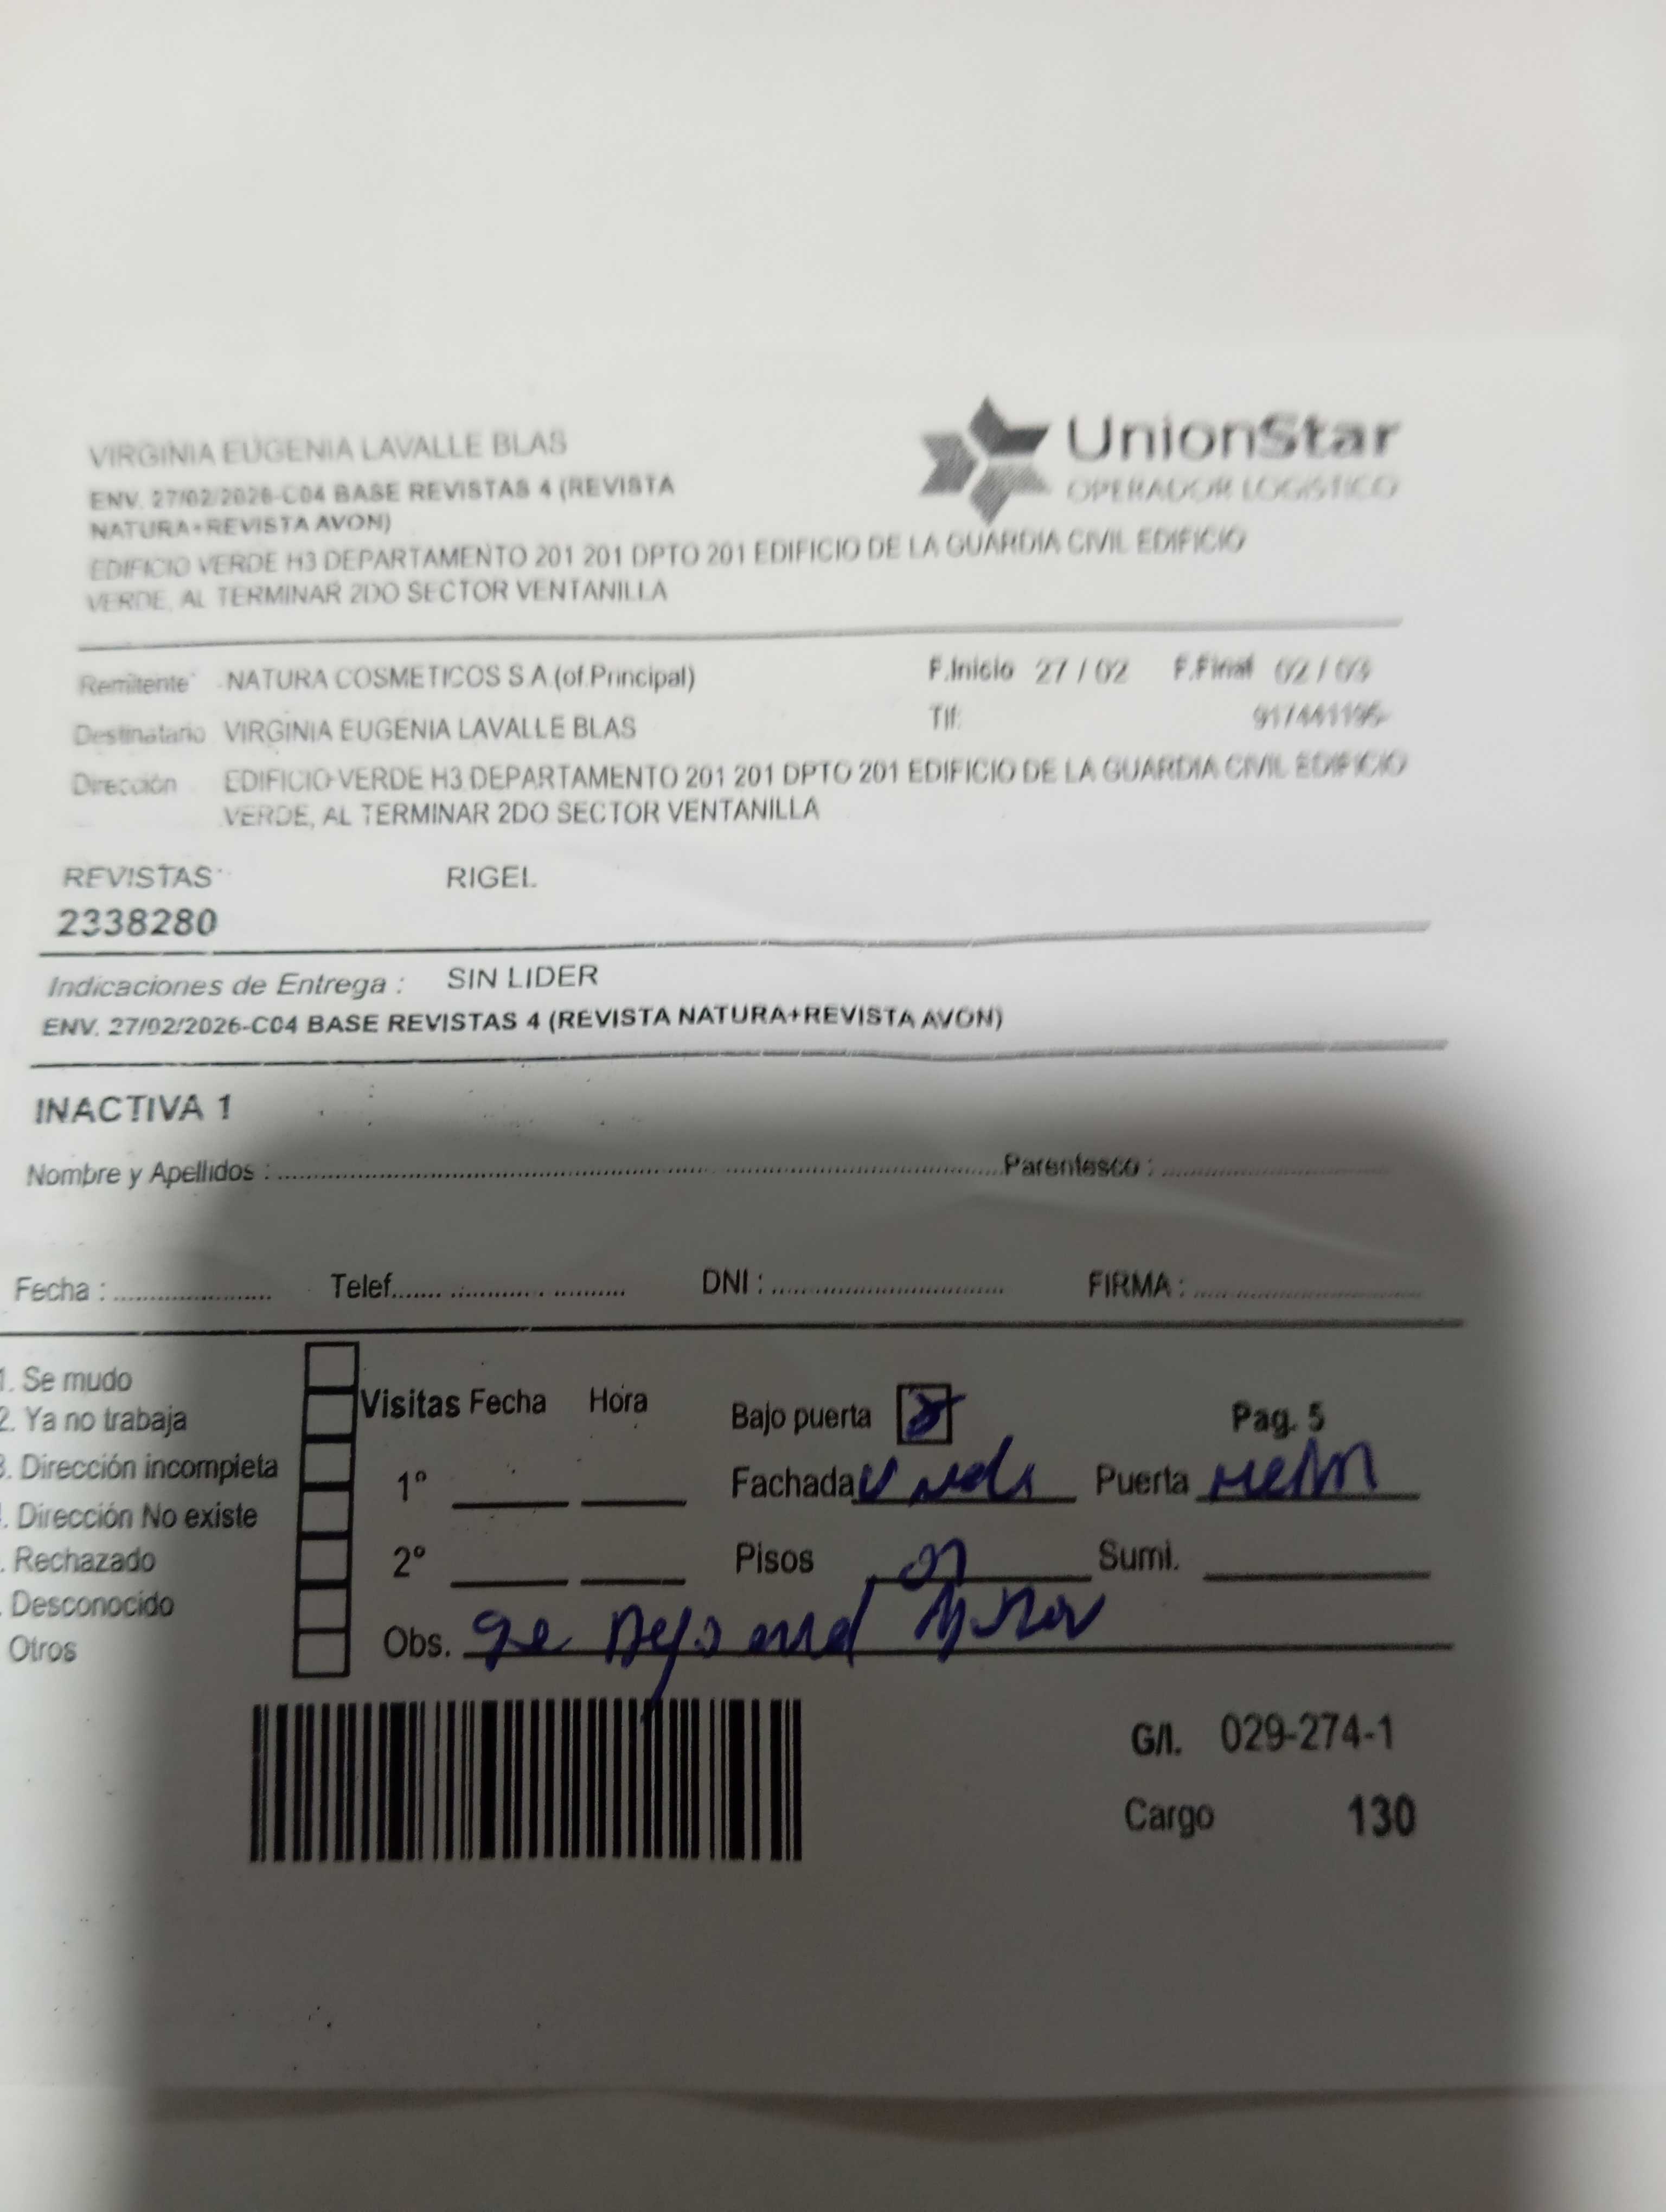 VIRGINIA EUGENIA LAVALLE BLAS
UnionStar
OPERADOR LOGISTICO
ENV. 27/02/2026-C04 BASE REVISTAS 4 (REVISTA
NATURA+REVISTA AVON)
EDIFICIO VERDE H3 DEPARTAMENTO 201 201 DPTO 201 EDIFICIO DE LA GUARDIA CIVIL EDIFICIO
VERDE, AL TERMINAR 2DO SECTOR VENTANILLA
Remitente NATURA COSMETICOS S.A.(of.Principal) F.Inicio 27 / 02 F.Final 02 / 03
Destinatario VIRGINIA EUGENIA LAVALLE BLAS Tlf:
Dirección EDIFICIO VERDE H3 DEPARTAMENTO 201 201 DPTO 201 EDIFICIO DE LA GUARDIA CIVIL EDIFICIO
VERDE, AL TERMINAR 2DO SECTOR VENTANILLA
REVISTAS RIGEL
2338280
Indicaciones de Entrega : SIN LIDER
ENV. 27/02/2026-C04 BASE REVISTAS 4 (REVISTA NATURA+REVISTA AVON)
INACTIVA 1
Nombre y Apellidos : Parentesco :
Fecha : Telef. DNI : FIRMA :
1. Se mudo
2. Ya no trabaja
3. Dirección incompleta
. Dirección No existe
. Rechazado
. Desconocido
Otros
Visitas Fecha Hora
1º
2º
Bajo puerta Pag. 5
Fachada Puerta
Pisos Sumi.
Obs. se
G/I. 029-274-1
Cargo 130